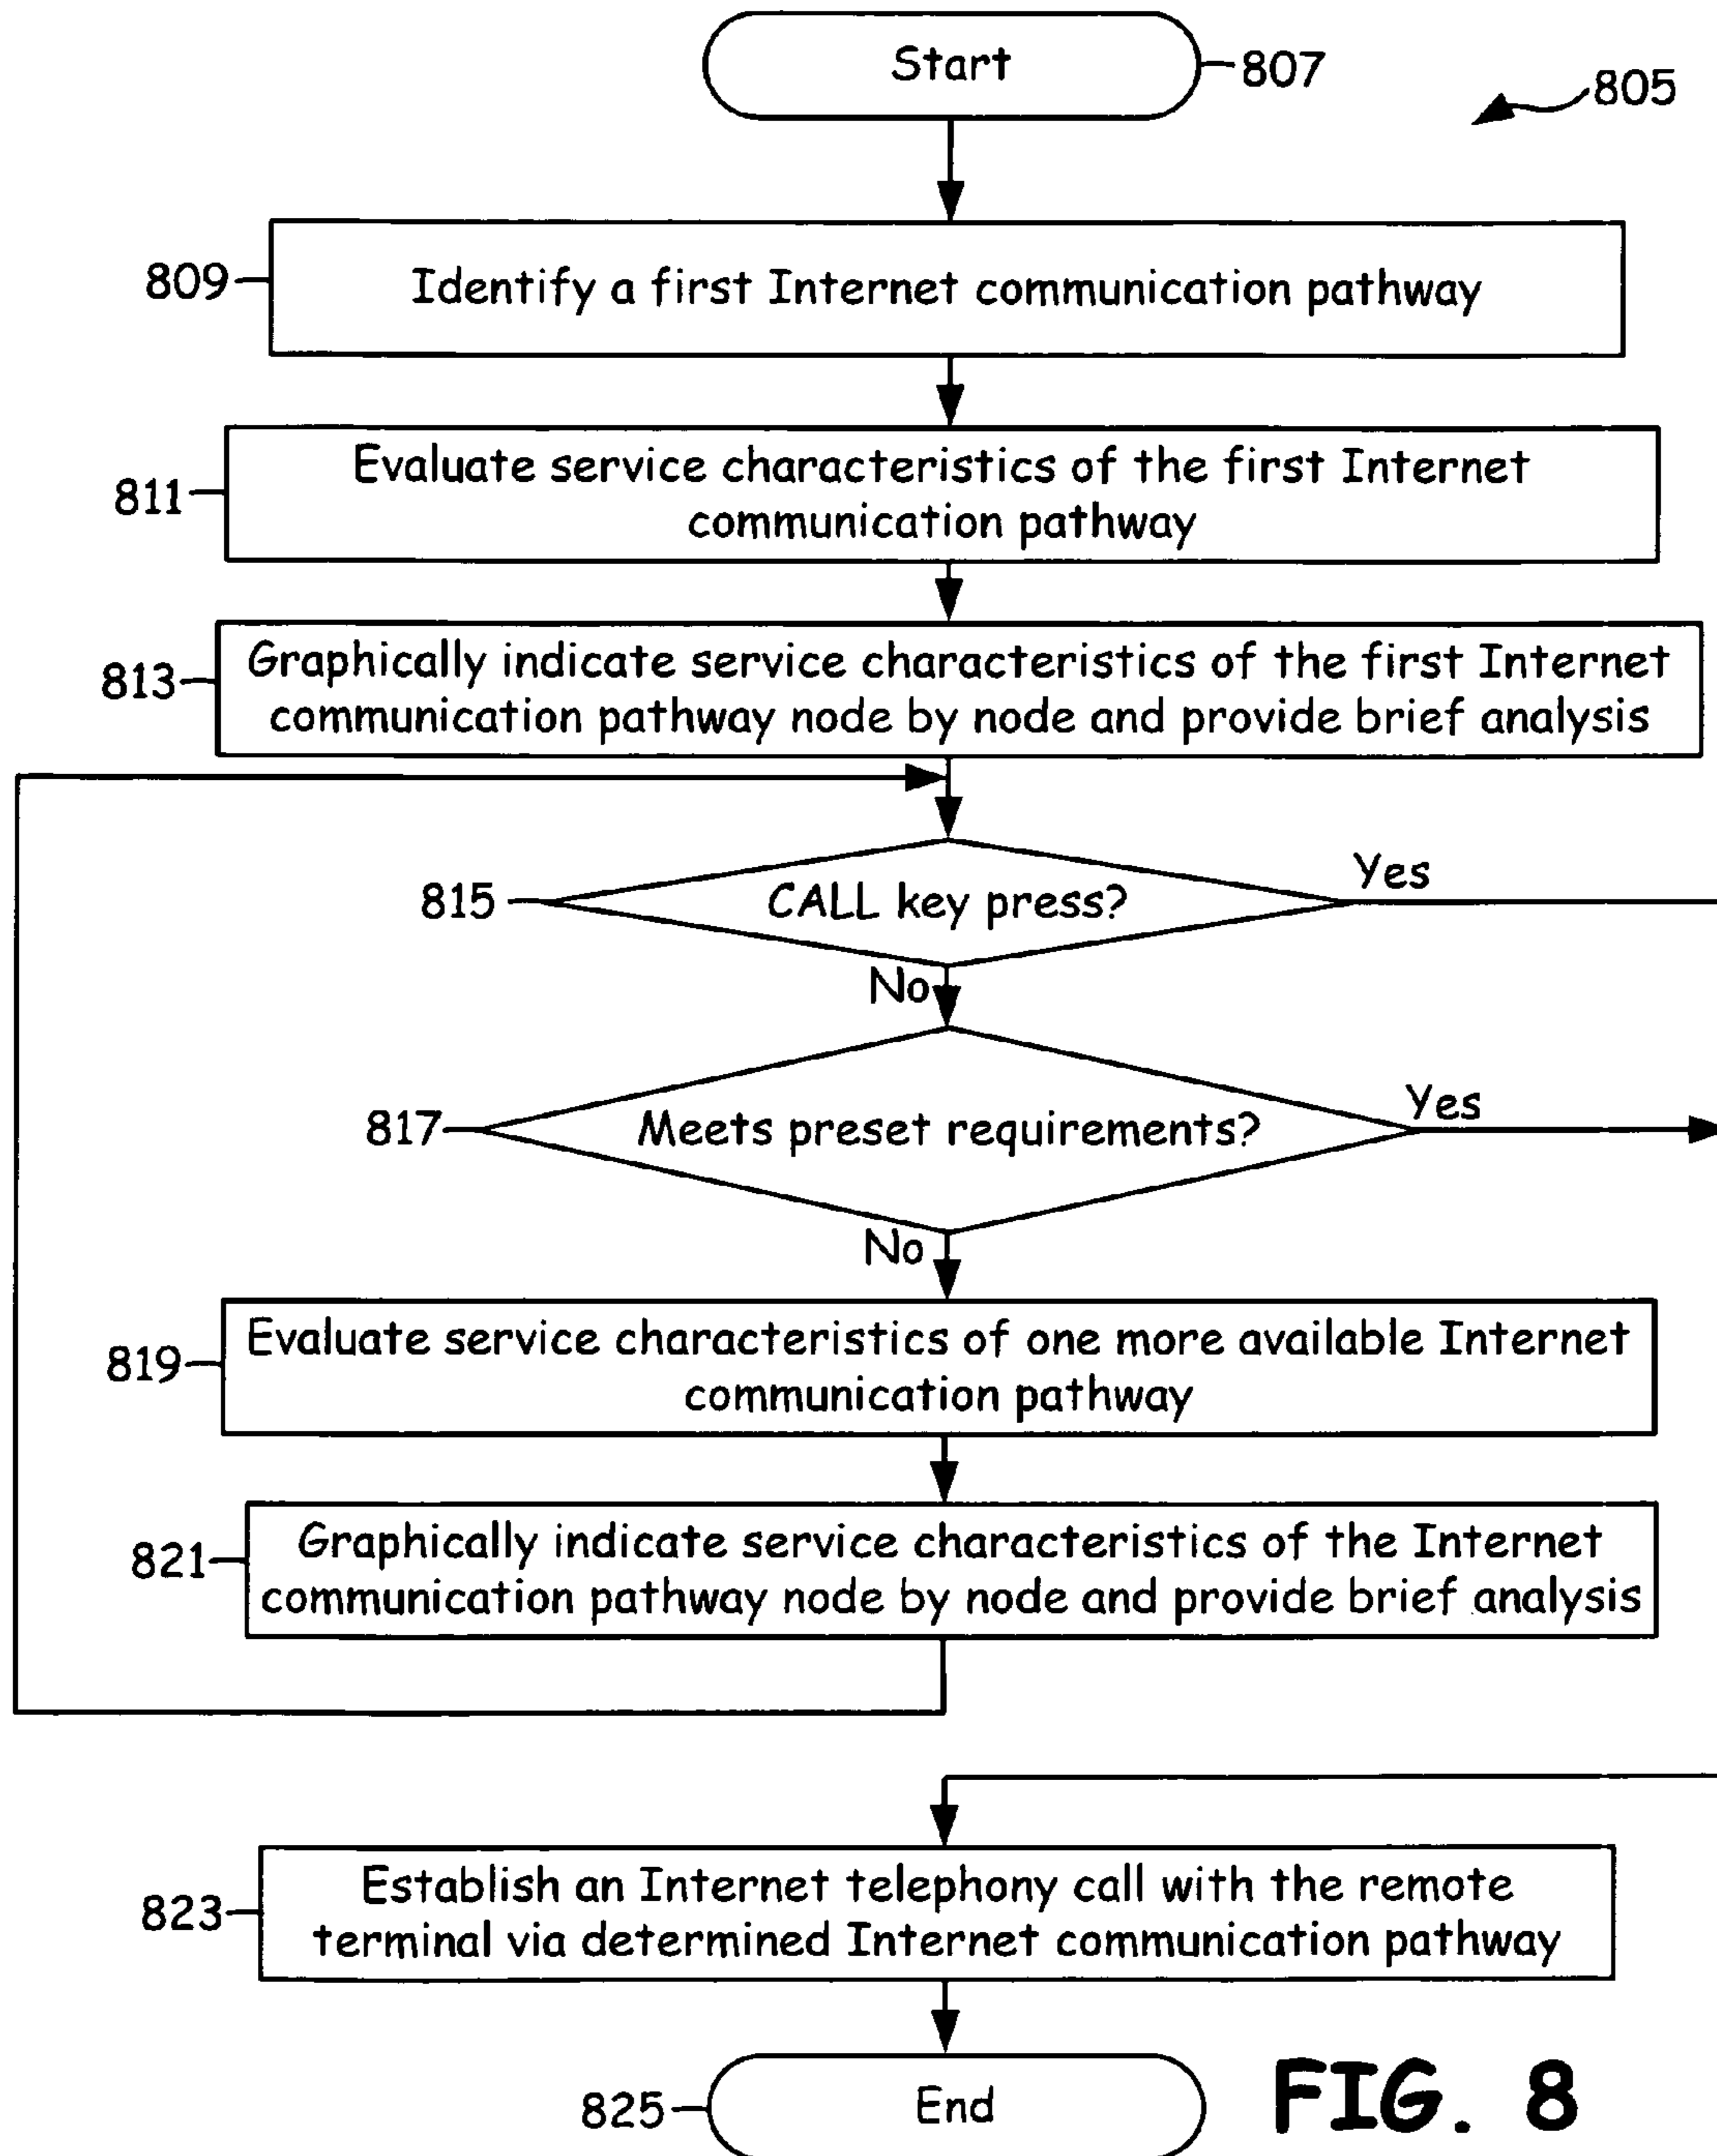 Start
807
805
809
Identify a first Internet communication pathway
811
Evaluate service characteristics of the first Internet
communication pathway
813
Graphically indicate service characteristics of the first Internet
communication pathway node by node and provide brief analysis
815
CALL key press?
Yes
No
817
Meets preset requirements?
Yes
No
819
Evaluate service characteristics of one more available Internet
communication pathway
821
Graphically indicate service characteristics of the Internet
communication pathway node by node and provide brief analysis
823
Establish an Internet telephony call with the remote
terminal via determined Internet communication pathway
825
End
FIG. 8